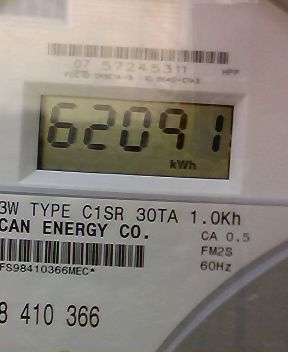 07 57245311 HPF
62091
kWh
3W TYPE C1SR 30TA 1.0Kh
CAN ENERGY CO.
CA 0.5
FM2S
60Hz
FS98410366MEC*
8 410 366